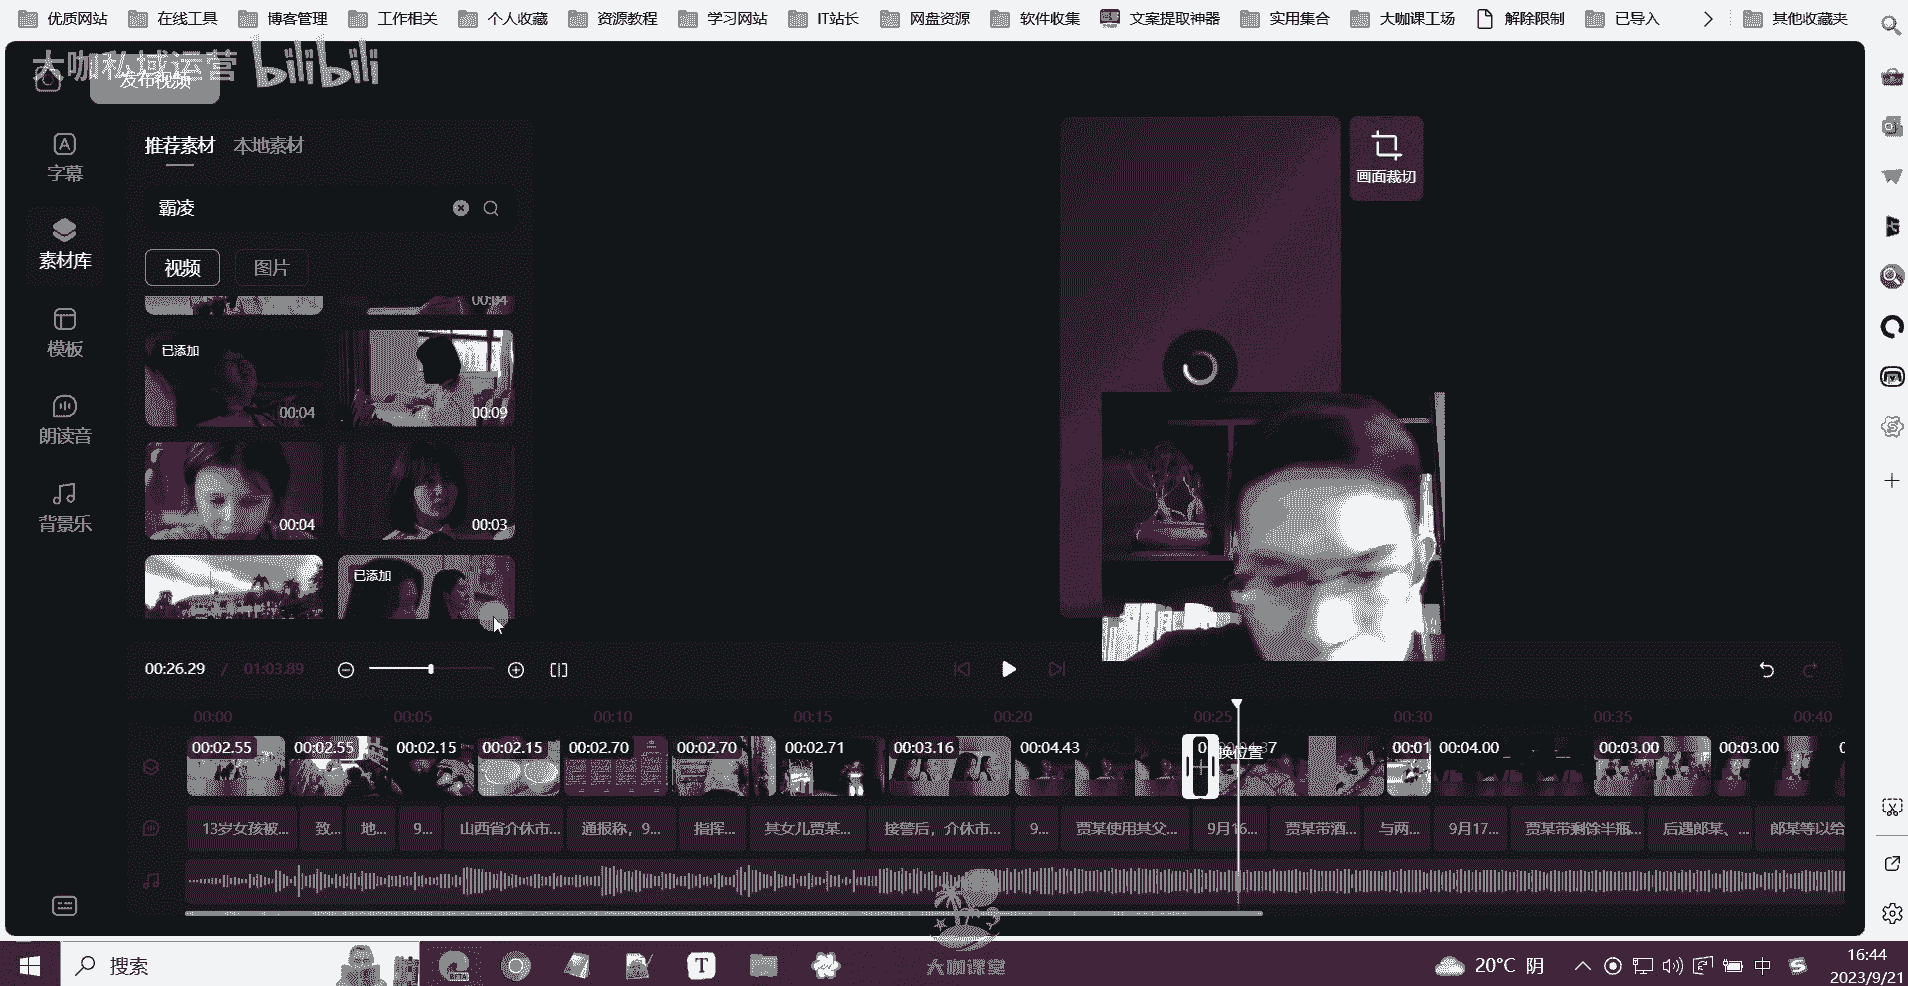 优质网站 在线工具 博客管理 工作相关 个人收藏 资源教程 学习网站 IT站长 网盘资源 软件收集 文案提取神器 实用集合 大咖课工场 解除限制 已导入 其他收藏夹
大咖私域运营 bilibili
发布视频
推荐素材 本地素材
画面裁切
字幕
霸凌
素材库
视频 图片
00:04
模板
已添加
00:04 00:09
朗读音
00:04 00:03
背景乐
已添加
00:26.29 / 01:03.89
00:00 00:05 00:10 00:15 00:20 00:25 00:30 00:35 00:40
00:02.55 00:02.55 00:02.15 00:02.15 00:02.70 00:02.70 00:02.71 00:03.16 00:04.43 换位置 00:01 00:04.00 00:03.00 00:03.00
13岁女孩被... 致... 地... 9... 山西省介休市... 通报称，9... 指挥... 其女儿贾某... 接警后，介休市... 9... 贾某使用其父... 9月16... 贾某带酒... 与两... 9月17... 贾某带剩馀半瓶... 后遇郎某、... 郎某等以给
大咖课堂
搜索
T
20°C 阴
中
16:44
2023/9/21